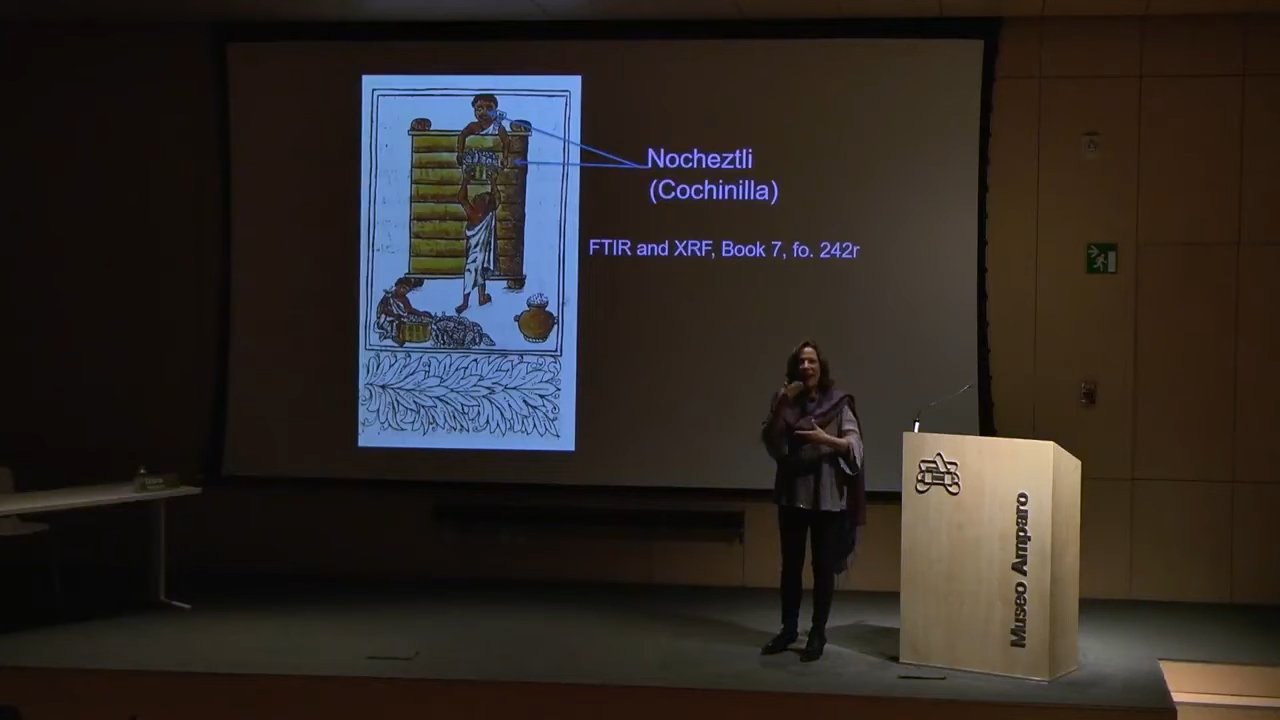 Nocheztli
(Cochinilla)
FTIR and XRF, Book 7, fo. 242r
Museo Amparo